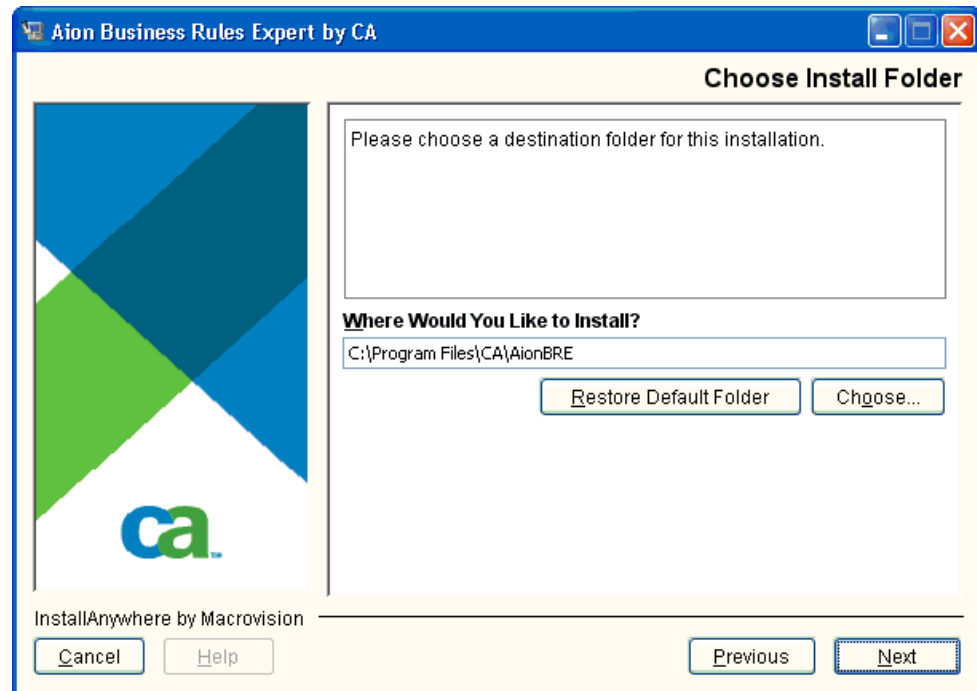 Aion Business Rules Expert by CA
Choose Install Folder
Please choose a destination folder for this installation.
Where Would You Like to Install?
C:\Program Files\CA\AionBRE
Restore Default Folder
Choose...
ca™
InstallAnywhere by Macrovision
Cancel
Help
Previous
Next